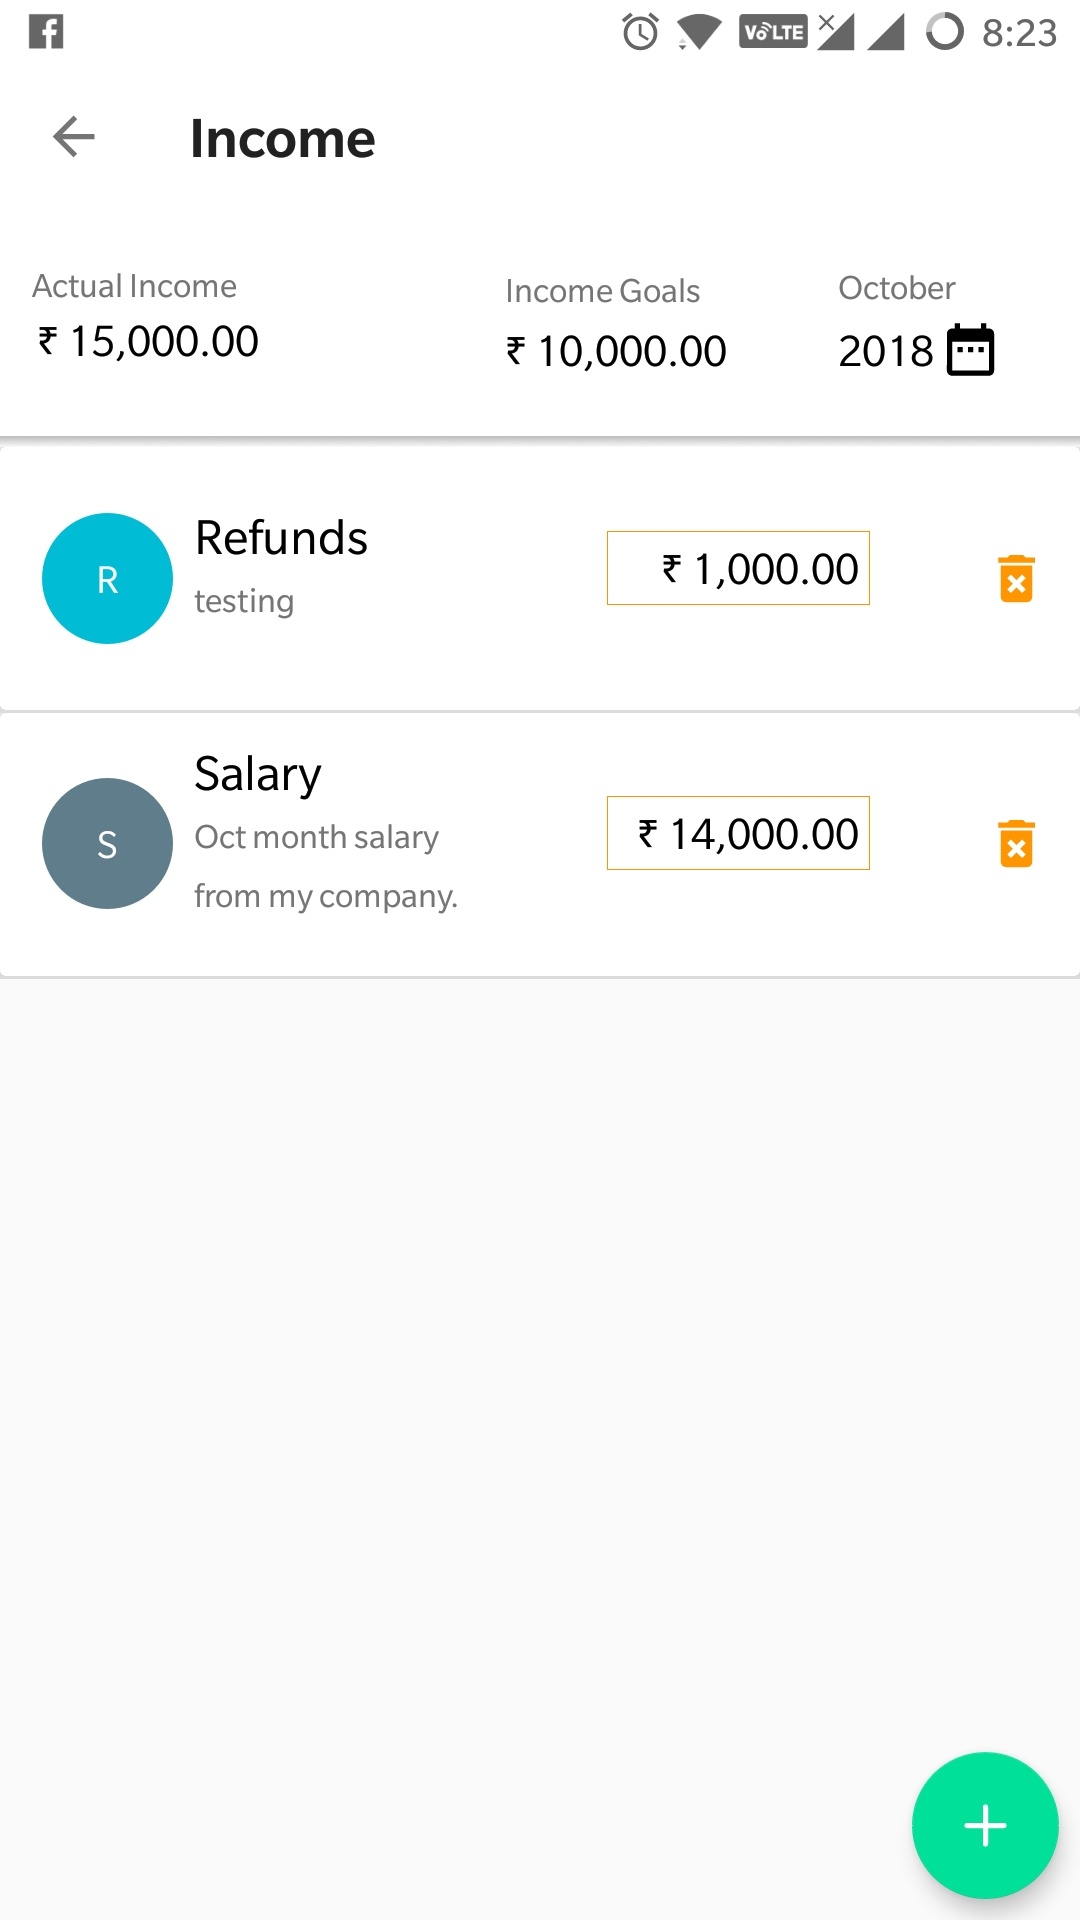 VoLTE 8:23
Income
Actual Income
₹ 15,000.00
Income Goals
₹ 10,000.00
October
2018
R
Refunds
testing
₹ 1,000.00
S
Salary
Oct month salary
from my company.
₹ 14,000.00